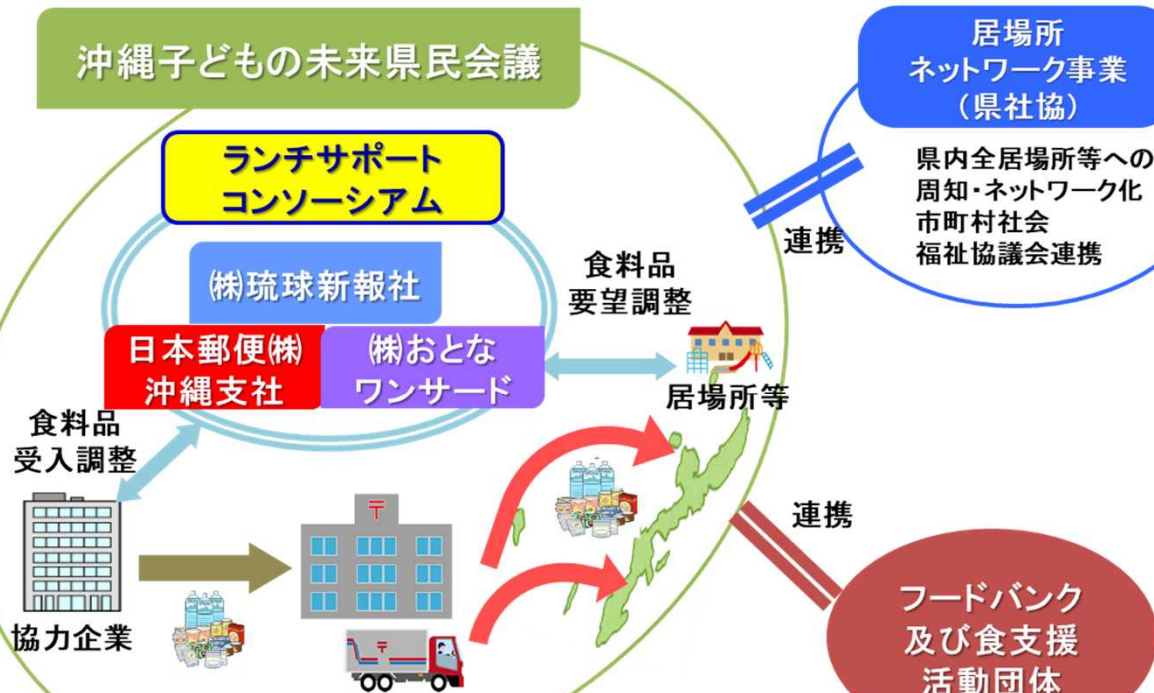 沖縄子どもの未来県民会議
ランチサポート
コンソーシアム
㈱琉球新報社
日本郵便㈱
沖縄支社
㈱おとな
ワンサード
食料品
要望調整
居場所等
食料品
受入調整
協力企業
〒
〒
居場所
ネットワーク事業
(県社協)
県内全居場所等への
周知・ネットワーク化
市町村社会
福祉協議会連携
連携
連携
フードバンク
及び食支援
活動団体